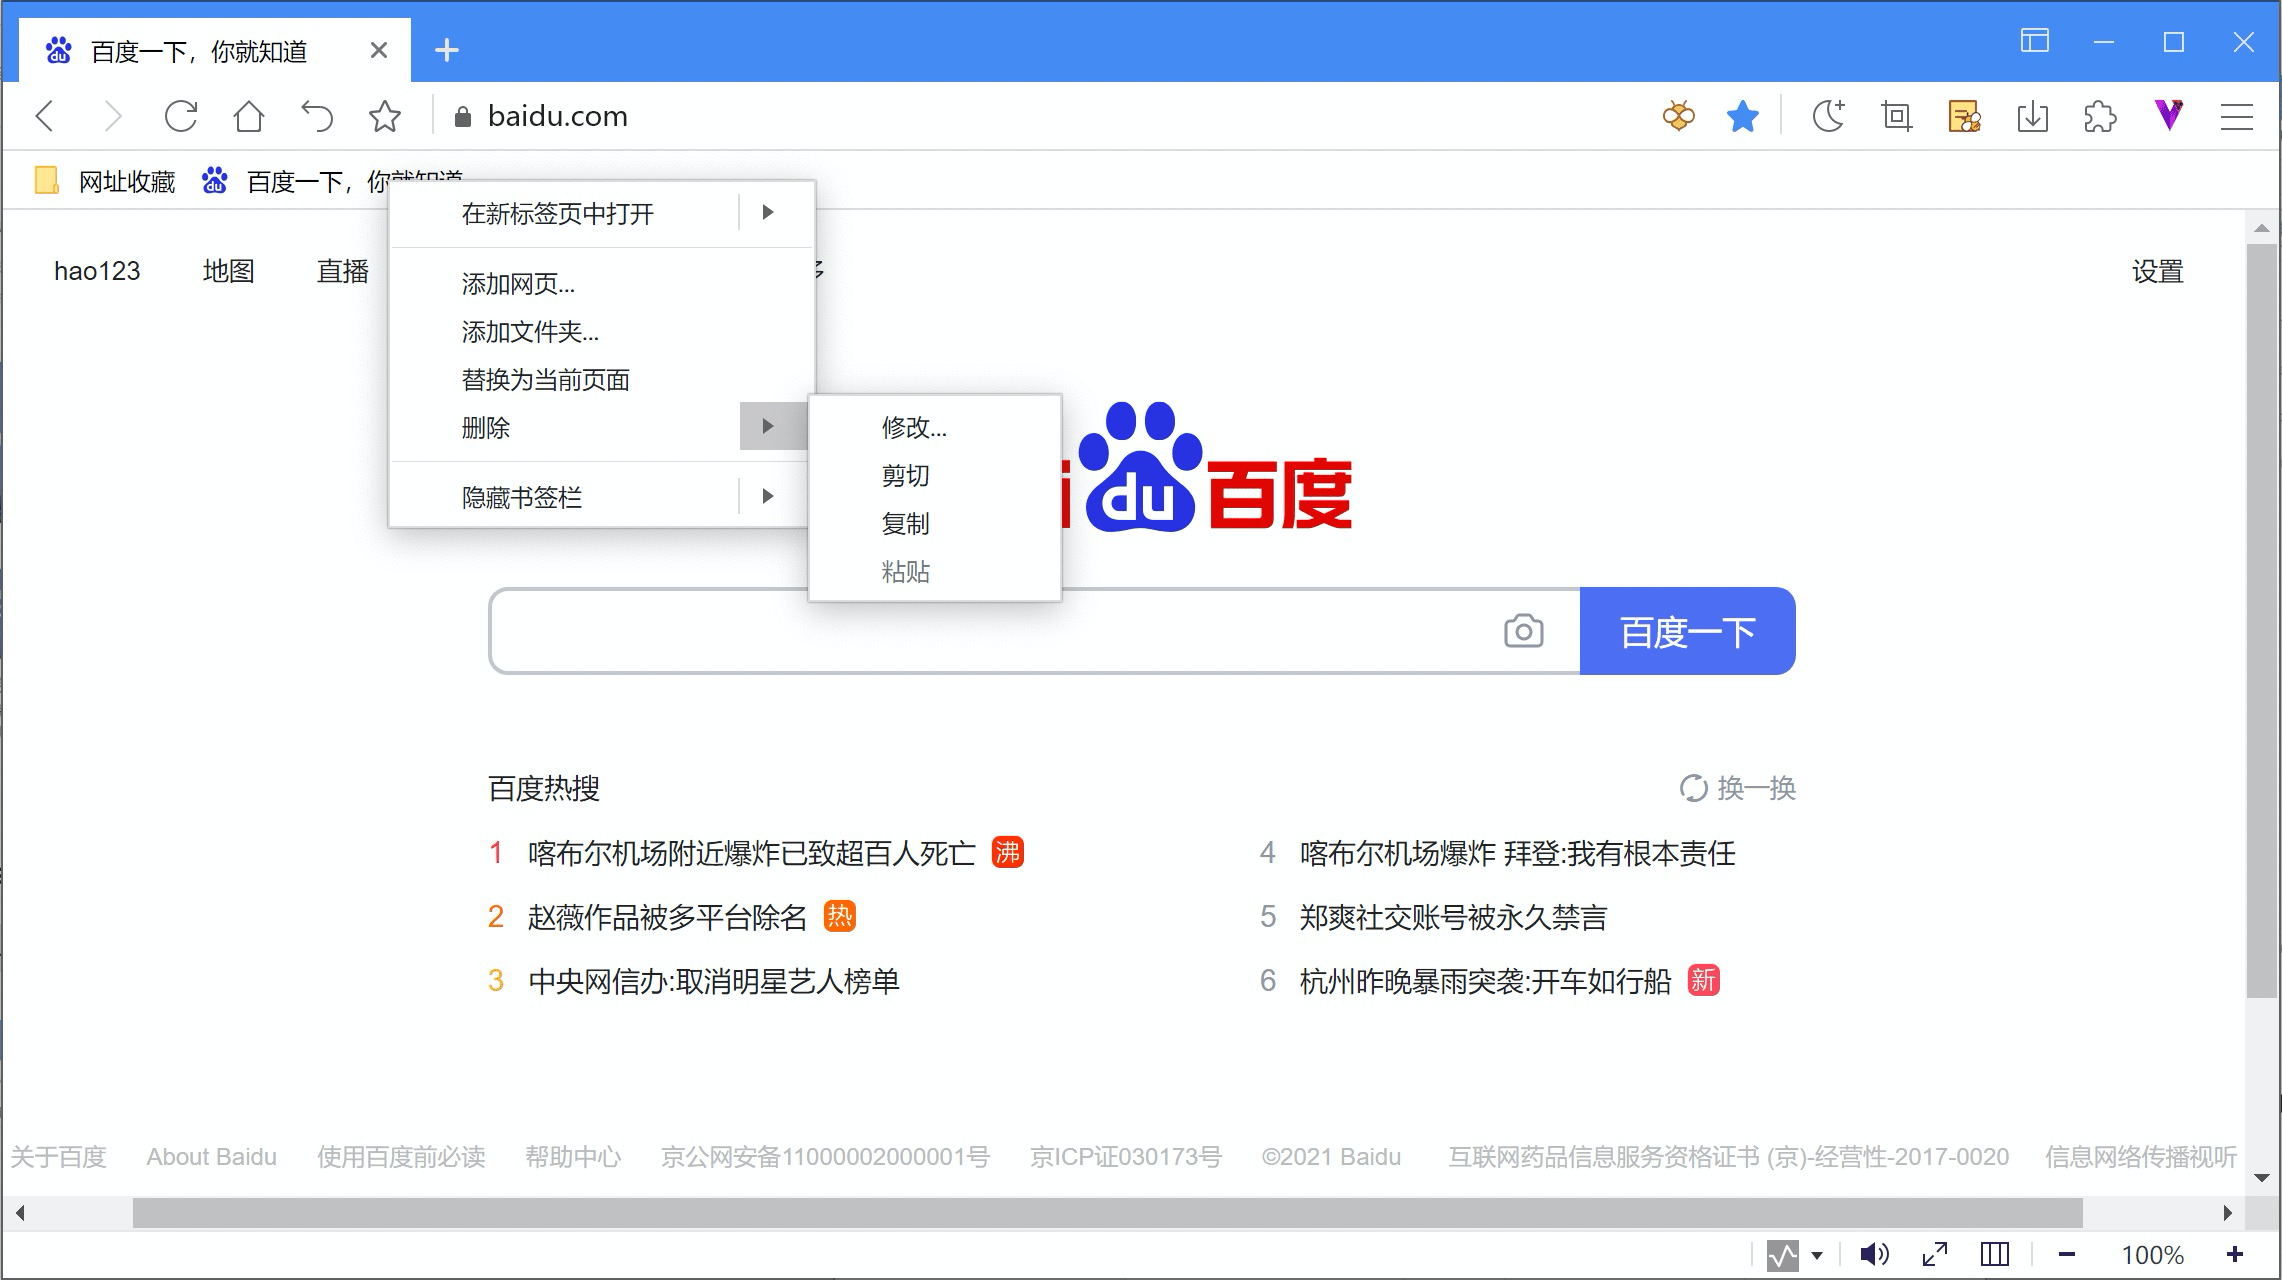 百度一下，你就知道
baidu.com
网址收藏 百度一下，你就知道
在新标签页中打开
hao123 地图 直播 设置
添加网页...
添加文件夹...
替换为当前页面
删除
隐藏书签栏
修改...
剪切
复制
粘贴
du百度
百度一下
百度热搜 换一换
1 喀布尔机场附近爆炸已致超百人死亡 沸
4 喀布尔机场爆炸 拜登:我有根本责任
2 赵薇作品被多平台除名 热
5 郑爽社交账号被永久禁言
3 中央网信办:取消明星艺人榜单
6 杭州昨晚暴雨突袭:开车如行船 新
关于百度 About Baidu 使用百度前必读 帮助中心 京公网安备11000002000001号 京ICP证030173号 ©2021 Baidu 互联网药品信息服务资格证书 (京)-经营性-2017-0020 信息网络传播视听
100%